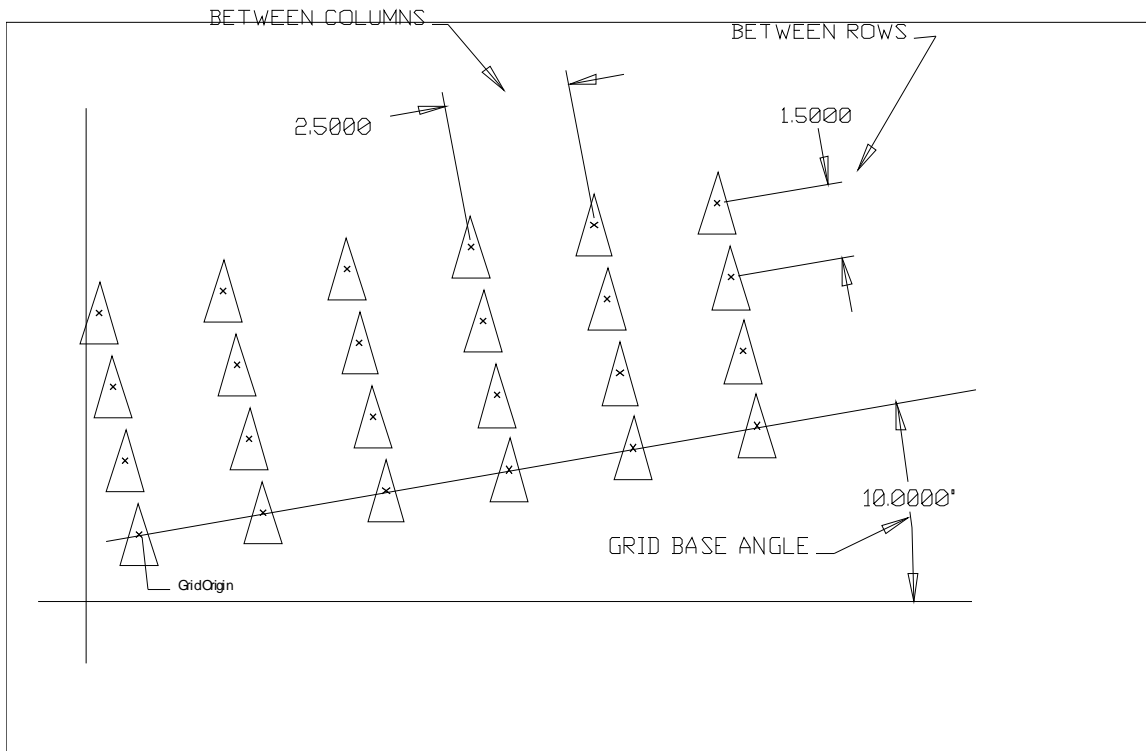 BETWEEN COLUMNS
BETWEEN ROWS
2.5000
1.5000
10.0000°
GRID BASE ANGLE
GridOrigin